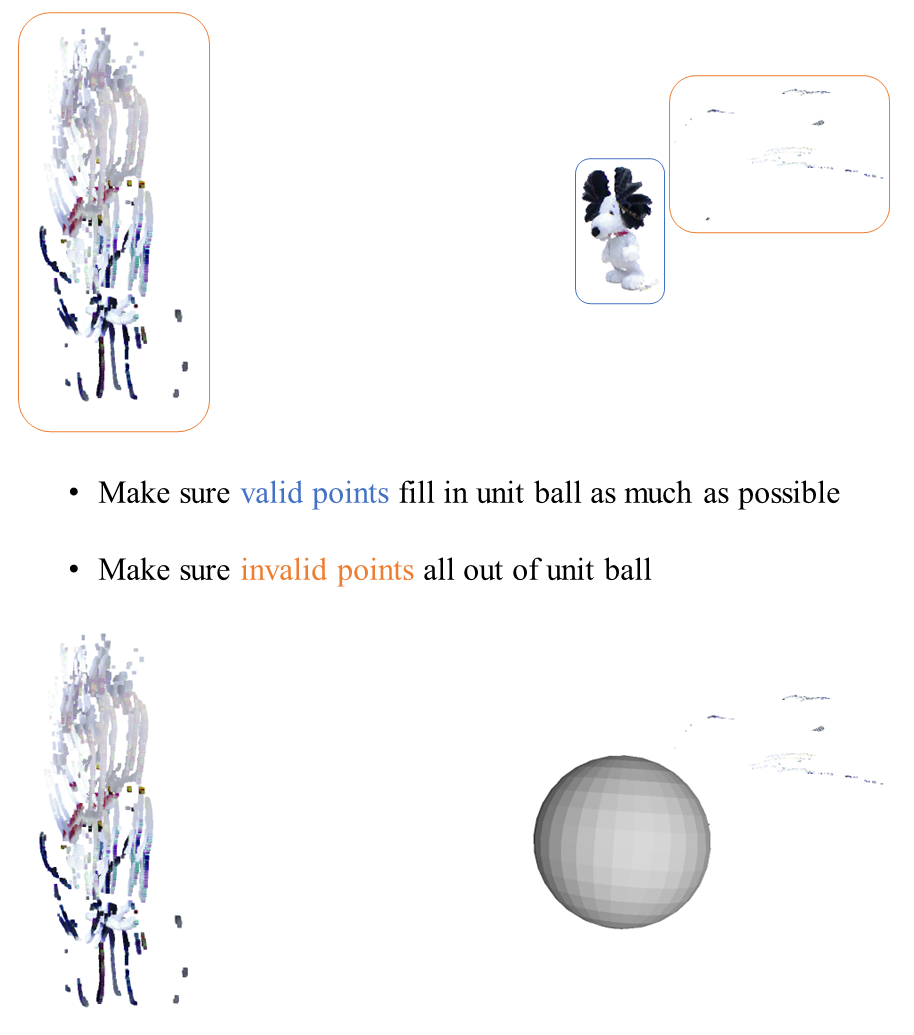 • Make sure valid points fill in unit ball as much as possible
• Make sure invalid points all out of unit ball